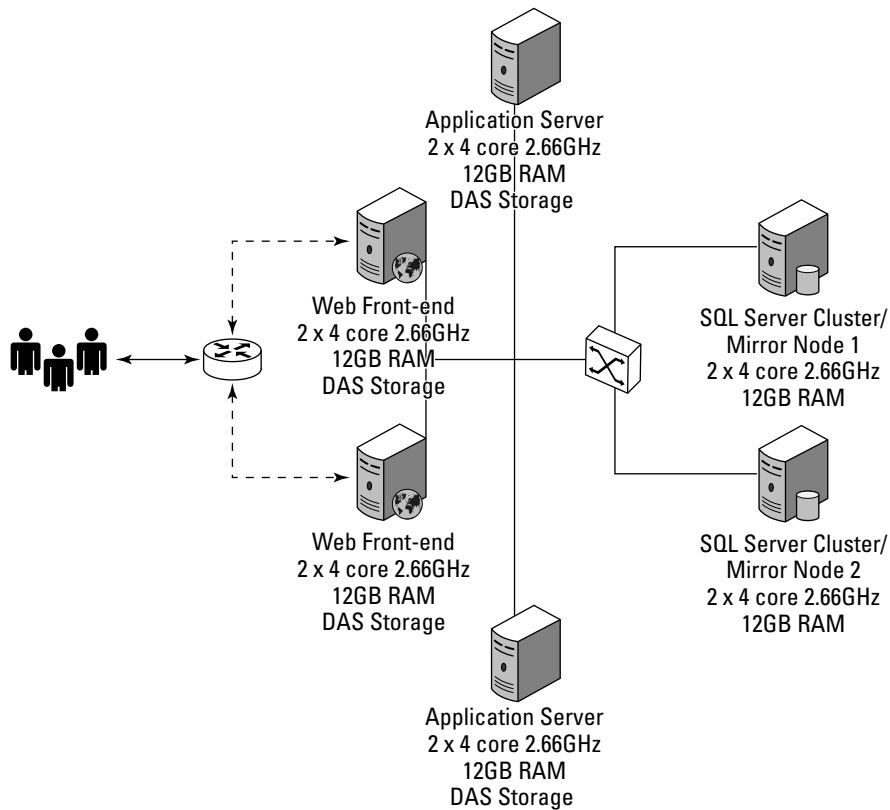 Application Server
2 x 4 core 2.66GHz
12GB RAM
DAS Storage
Web Front-end
2 x 4 core 2.66GHz
12GB RAM
DAS Storage
SQL Server Cluster/
Mirror Node 1
2 x 4 core 2.66GHz
12GB RAM
Web Front-end
2 x 4 core 2.66GHz
12GB RAM
DAS Storage
SQL Server Cluster/
Mirror Node 2
2 x 4 core 2.66GHz
12GB RAM
Application Server
2 x 4 core 2.66GHz
12GB RAM
DAS Storage